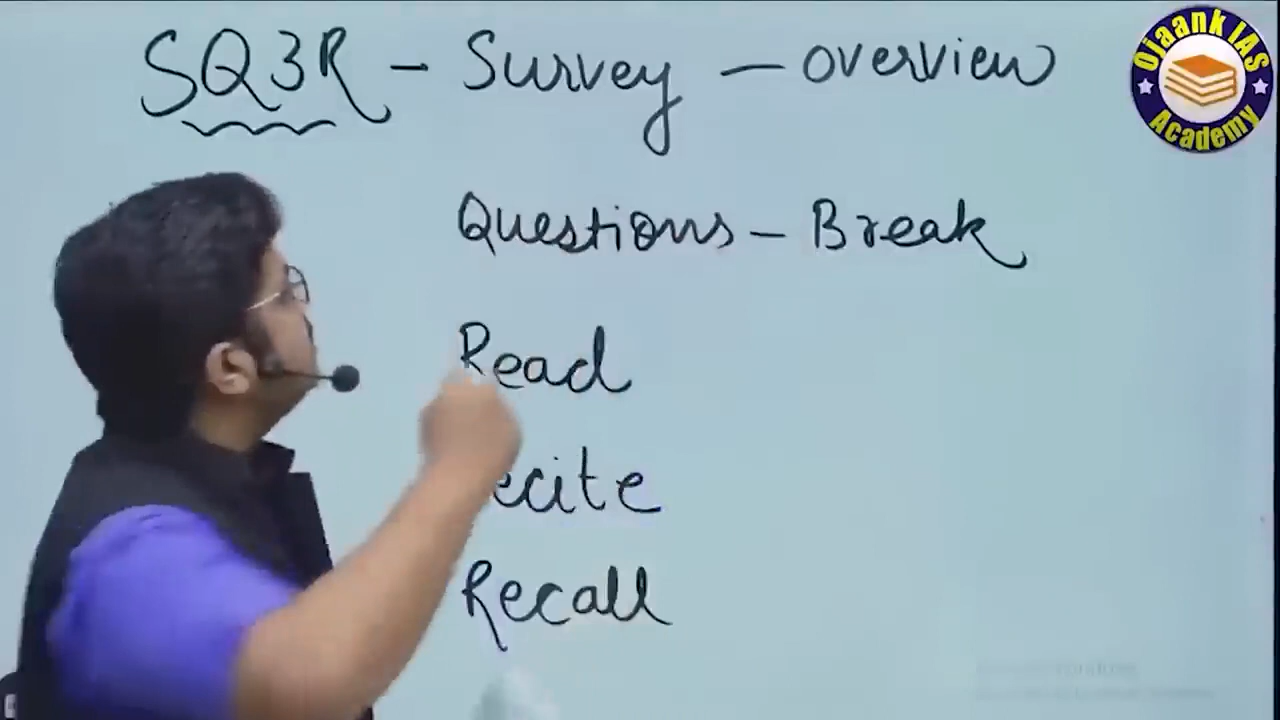 SQ3R - Survey - overview
Questions - Break
Read
ecite
Recall
Ojaank IAS
Academy